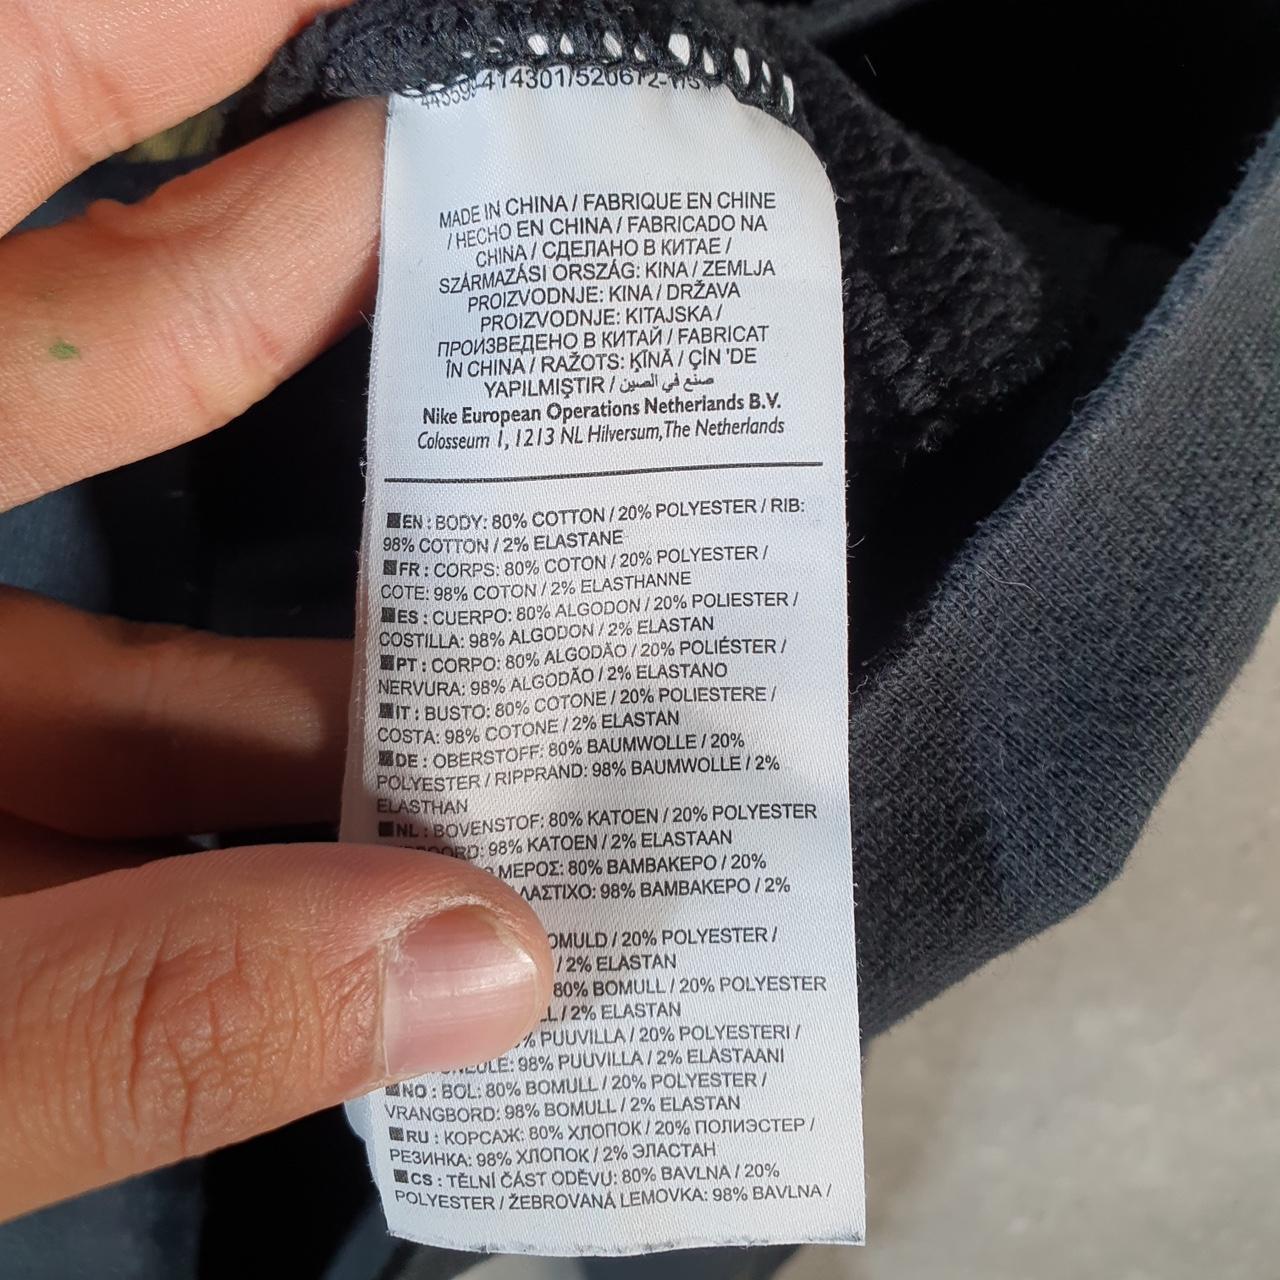 414301/520672-
MADE IN CHINA / FABRIQUE EN CHINE
/ HECHO EN CHINA / FABRICADO NA
CHINA / СДЕЛАНО В КИТАЕ /
SZÁRMAZÁSI ORSZÁG: KINA / ZEMLJA
PROIZVODNJE: KINA / DRŽAVA
PROIZVODNJE: KITAJSKA /
ПРОИЗВЕДЕНО В КИТАЙ / FABRICAT
ÎN CHINA / RAŽOTS: ĶĪNĀ / ÇİN 'DE
YAPILMIŞTIR / صنع في الصين
Nike European Operations Netherlands B.V.
Colosseum 1, 1213 NL Hilversum, The Netherlands
EN : BODY: 80% COTTON / 20% POLYESTER / RIB:
98% COTTON / 2% ELASTANE
FR : CORPS: 80% COTON / 20% POLYESTER /
COTE: 98% COTON / 2% ELASTHANNE
ES : CUERPO: 80% ALGODON / 20% POLIESTER /
COSTILLA: 98% ALGODON / 2% ELASTAN
PT : CORPO: 80% ALGODÃO / 20% POLIÉSTER /
NERVURA: 98% ALGODÃO / 2% ELASTANO
IT : BUSTO: 80% COTONE / 20% POLIESTERE /
COSTA: 98% COTONE / 2% ELASTAN
DE : OBERSTOFF: 80% BAUMWOLLE / 20%
POLYESTER / RIPPRAND: 98% BAUMWOLLE / 2%
ELASTHAN
NL : BOVENSTOF: 80% KATOEN / 20% POLYESTER
98% KATOEN / 2% ELASTAAN
ΜΕΡΟΣ: 80% ΒΑΜΒΑΚΕΡΟ / 20%
98% ΒΑΜΒΑΚΕΡΟ / 2%
/ 20% POLYESTER /
/ 2% ELASTAN
80% BOMULL / 20% POLYESTER
/ 2% ELASTAN
PUUVILLA / 20% POLYESTERI /
98% PUUVILLA / 2% ELASTAANI
NO : BOL: 80% BOMULL / 20% POLYESTER /
VRANGBORD: 98% BOMULL / 2% ELASTAN
RU : КОРСАЖ: 80% ХЛОПОК / 20% ПОЛИЭСТЕР /
РЕЗИНКА: 98% ХЛОПОК / 2% ЭЛАСТАН
CS : TĚLNÍ ČÁST ODĚVU: 80% BAVLNA / 20%
POLYESTER / ŽEBROVANÁ LEMOVKA: 98% BAVLNA /